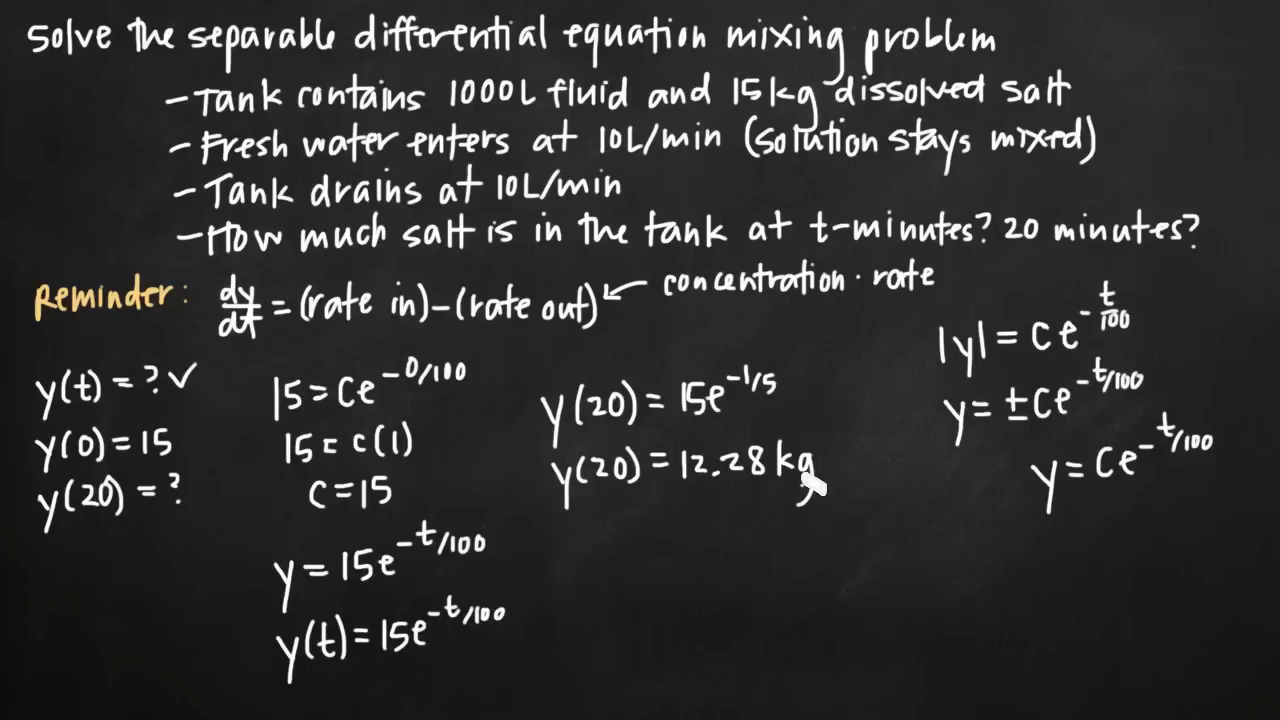 Solve the separable differential equation mixing problem
- Tank contains 1000L fluid and 15kg dissolved salt
- Fresh water enters at 10L/min (solution stays mixed)
- Tank drains at 10L/min
- How much salt is in the tank at t-minutes? 20 minutes?
Reminder: dy/dt = (rate in) - (rate out) ← concentration · rate
y(t) = ? ✓
y(0) = 15
y(20) = ?
15 = Ce^{-0/100}
15 = C(1)
C = 15
y = 15e^{-t/100}
y(t) = 15e^{-t/100}
y(20) = 15e^{-1/5}
y(20) = 12.28 kg
|y| = Ce^{-t/100}
y = ±Ce^{-t/100}
y = Ce^{-t/100}